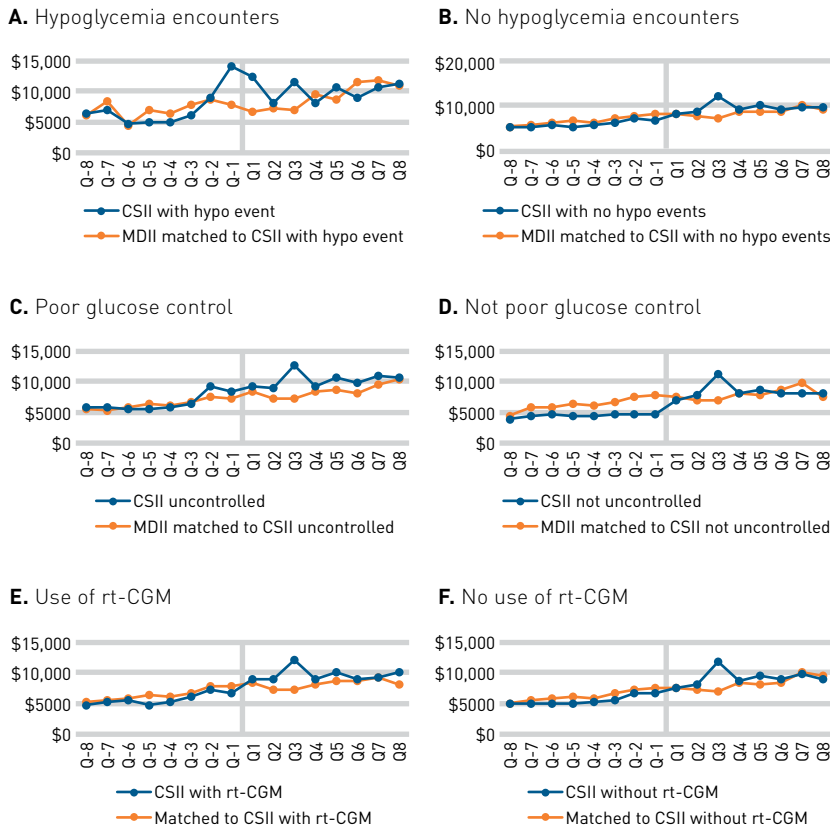 A. Hypoglycemia encounters
$15,000
$10,000
$5000
$0
Q-8 Q-7 Q-6 Q-5 Q-4 Q-3 Q-2 Q-1 Q1 Q2 Q3 Q4 Q5 Q6 Q7 Q8
CSII with hypo event
MDII matched to CSII with hypo event
B. No hypoglycemia encounters
$20,000
$10,000
$0
Q-8 Q-7 Q-6 Q-5 Q-4 Q-3 Q-2 Q-1 Q1 Q2 Q3 Q4 Q5 Q6 Q7 Q8
CSII with no hypo events
MDII matched to CSII with no hypo events
C. Poor glucose control
$15,000
$10,000
$5000
$0
Q-8 Q-7 Q-6 Q-5 Q-4 Q-3 Q-2 Q-1 Q1 Q2 Q3 Q4 Q5 Q6 Q7 Q8
CSII uncontrolled
MDII matched to CSII uncontrolled
D. Not poor glucose control
$15,000
$10,000
$5000
$0
Q-8 Q-7 Q-6 Q-5 Q-4 Q-3 Q-2 Q-1 Q1 Q2 Q3 Q4 Q5 Q6 Q7 Q8
CSII not uncontrolled
MDII matched to CSII not uncontrolled
E. Use of rt-CGM
$15,000
$10,000
$5000
$0
Q-8 Q-7 Q-6 Q-5 Q-4 Q-3 Q-2 Q-1 Q1 Q2 Q3 Q4 Q5 Q6 Q7 Q8
CSII with rt-CGM
Matched to CSII with rt-CGM
F. No use of rt-CGM
$15,000
$10,000
$5000
$0
Q-8 Q-7 Q-6 Q-5 Q-4 Q-3 Q-2 Q-1 Q1 Q2 Q3 Q4 Q5 Q6 Q7 Q8
CSII without rt-CGM
Matched to CSII without rt-CGM